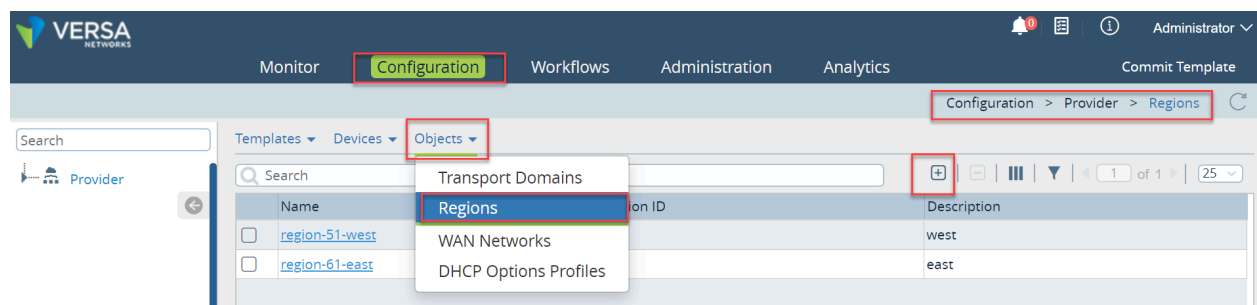 VERSA
NETWORKS
0
Administrator
Monitor Configuration Workflows Administration Analytics Commit Template
Configuration > Provider > Regions
Search
Templates Devices Objects
Provider
Search
1 of 1 25
Transport Domains
Regions
WAN Networks
DHCP Options Profiles
Name ion ID Description
region-51-west west
region-61-east east